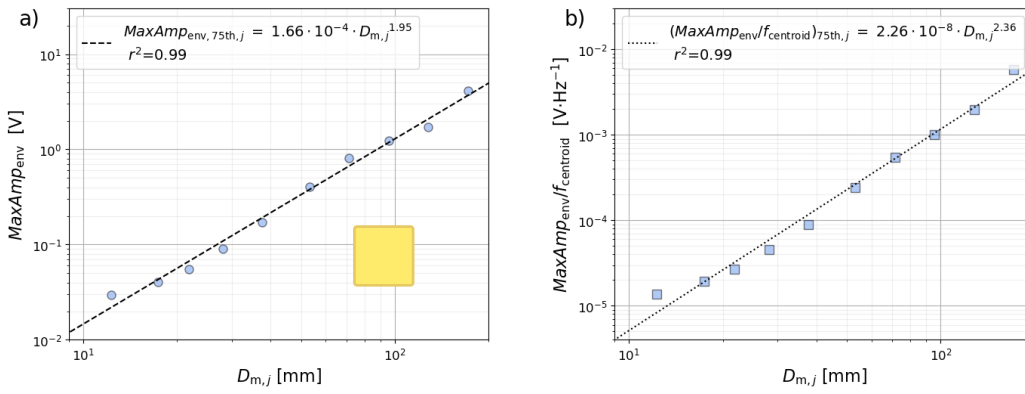 a)
MaxAmp_env, 75th, j = 1.66 · 10^−4 · D_m, j^1.95
r²=0.99
MaxAmp_env [V]
10^1
10^0
10^−1
10^−2
10^1
10^2
D_m, j [mm]
b)
(MaxAmp_env/f_centroid)_75th, j = 2.26 · 10^−8 · D_m, j^2.36
r²=0.99
MaxAmp_env/f_centroid [V·Hz^−1]
10^−2
10^−3
10^−4
10^−5
10^1
10^2
D_m, j [mm]